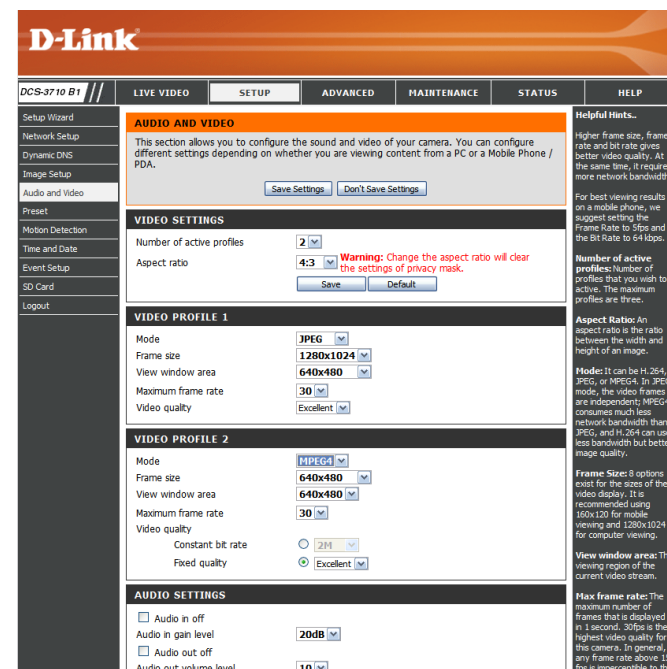 D-Link
DCS-3710 B1 // LIVE VIDEO SETUP ADVANCED MAINTENANCE STATUS HELP
Setup Wizard
Network Setup
Dynamic DNS
Image Setup
Audio and Video
Preset
Motion Detection
Time and Date
Event Setup
SD Card
Logout
AUDIO AND VIDEO
This section allows you to configure the sound and video of your camera. You can configure
different settings depending on whether you are viewing content from a PC or a Mobile Phone /
PDA.
Save Settings Don't Save Settings
VIDEO SETTINGS
Number of active profiles 2
Aspect ratio 4:3 Warning: Change the aspect ratio will clear
the settings of privacy mask.
Save Default
VIDEO PROFILE 1
Mode JPEG
Frame size 1280x1024
View window area 640x480
Maximum frame rate 30
Video quality Excellent
VIDEO PROFILE 2
Mode MPEG4
Frame size 640x480
View window area 640x480
Maximum frame rate 30
Video quality
Constant bit rate 2M
Fixed quality Excellent
AUDIO SETTINGS
Audio in off
Audio in gain level 20dB
Audio out off
Audio out volume level 10
Helpful Hints..
Higher frame size, frame
rate and bit rate gives
better video quality. At
the same time, it require
more network bandwidth
For best viewing results
on a mobile phone, we
suggest setting the
Frame Rate to 5fps and
the Bit Rate to 64 kbps.
Number of active
profiles: Number of
profiles that you wish to
active. The maximum
profiles are three.
Aspect Ratio: An
aspect ratio is the ratio
between the width and
height of an image.
Mode: It can be H.264,
JPEG, or MPEG4. In JPEG
mode, the video frames
are independent; MPEG4
consumes much less
network bandwidth than
JPEG, and H.264 can use
less bandwidth but bette
image quality.
Frame Size: 8 options
exist for the sizes of the
video display. It is
recommended using
160x120 for mobile
viewing and 1280x1024
for computer viewing.
View window area: Th
viewing region of the
current video stream.
Max frame rate: The
maximum number of
frames that is displayed
in 1 second. 30fps is the
highest quality video for
this camera. In general,
any frame rate above 15
fps is imperceptible to th